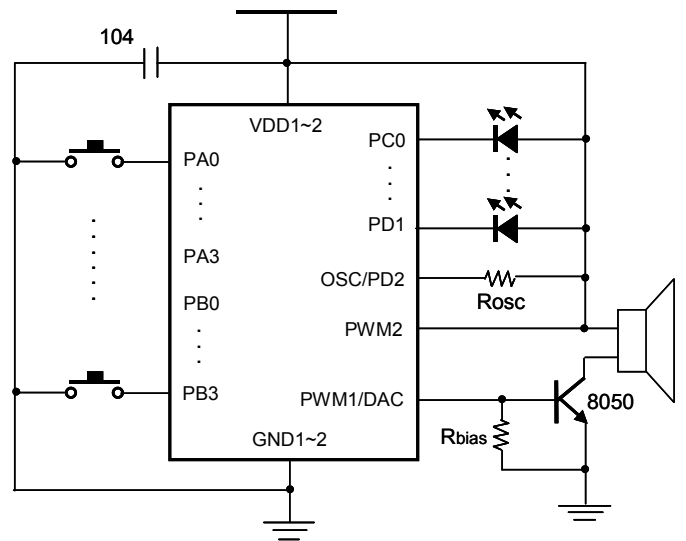 104
VDD1~2
PA0
PC0
PD1
PA3
OSC/PD2
Rosc
PB0
PWM2
PB3
PWM1/DAC
8050
Rbias
GND1~2